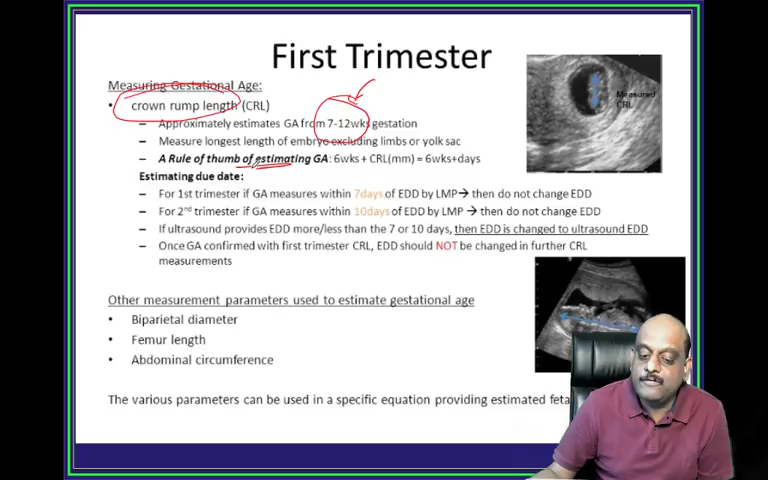 First Trimester
Measuring Gestational Age:
• crown rump length (CRL)
– Approximately estimates GA from 7-12wks gestation
– Measure longest length of embryo excluding limbs or yolk sac
– A Rule of thumb of estimating GA: 6wks + CRL(mm) = 6wks+days
Estimating due date:
– For 1st trimester if GA measures within 7days of EDD by LMP→ then do not change EDD
– For 2nd trimester if GA measures within 10days of EDD by LMP → then do not change EDD
– If ultrasound provides EDD more/less than the 7 or 10 days, then EDD is changed to ultrasound EDD
– Once GA confirmed with first trimester CRL, EDD should NOT be changed in further CRL
measurements
Measured
CRL
Other measurement parameters used to estimate gestational age
• Biparietal diameter
• Femur length
• Abdominal circumference
The various parameters can be used in a specific equation providing estimated feta